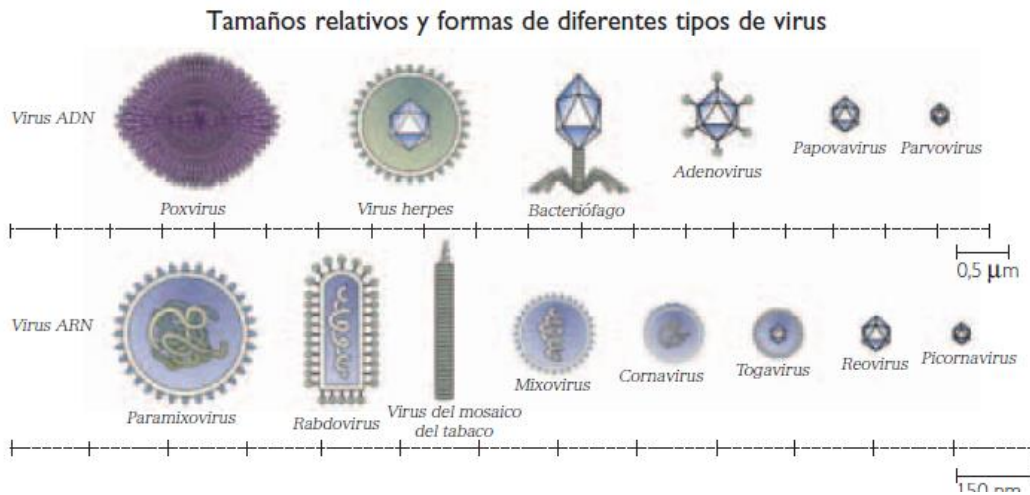 Tamaños relativos y formas de diferentes tipos de virus
Virus ADN
Poxvirus
Virus herpes
Bacteriófago
Adenovirus
Papovavirus
Parvovirus
0,5 μm
Virus ARN
Paramixovirus
Rabdovirus
Virus del mosaico
del tabaco
Mixovirus
Cornavirus
Togavirus
Reovirus
Picornavirus
150 nm